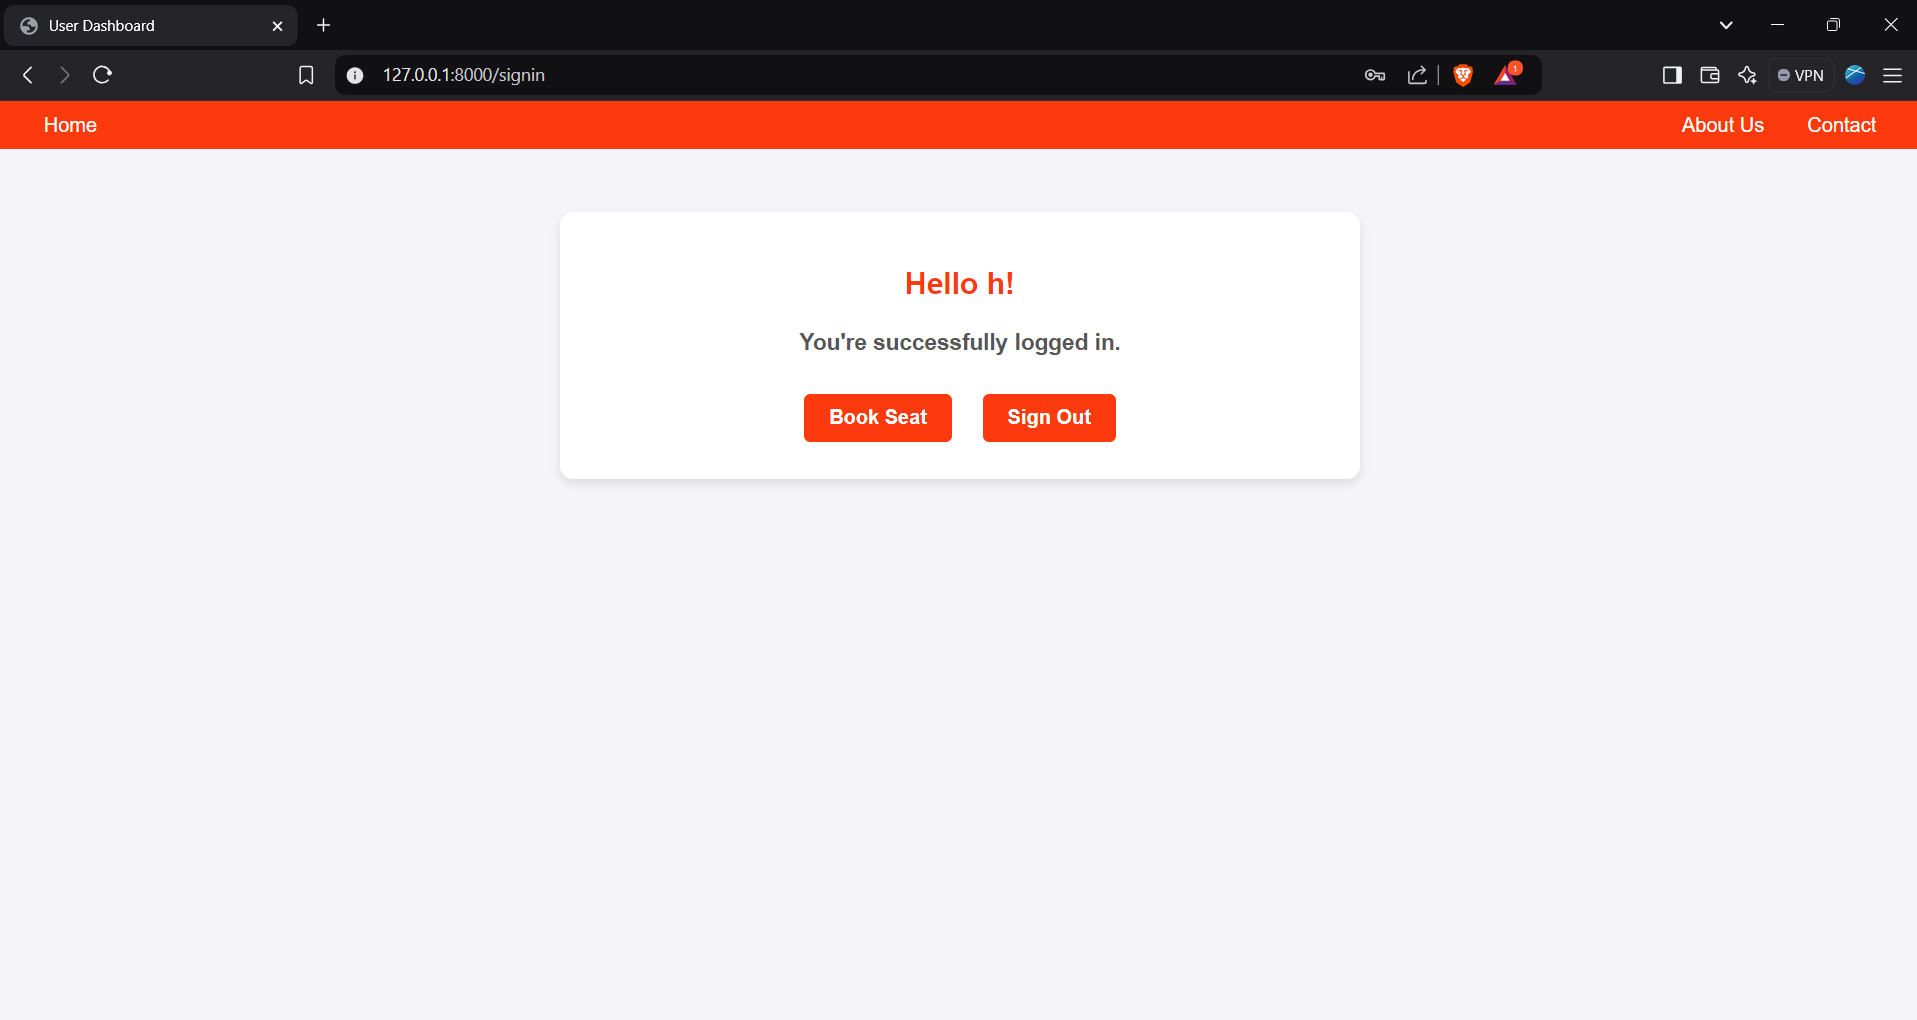 User Dashboard
127.0.0.1:8000/signin
1
VPN
Home
About Us
Contact
Hello h!
You're successfully logged in.
Book Seat
Sign Out